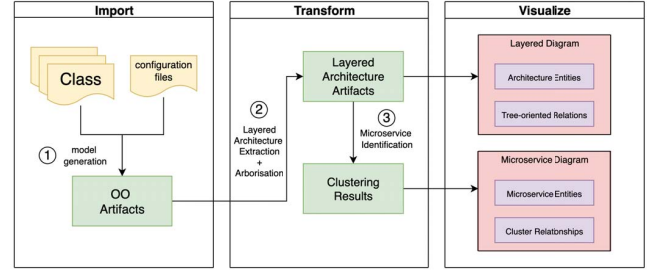 Import
Transform
Visualize
Class
configuration
files
1
model
generation
OO
Artifacts
2
Layered
Architecture
Extraction
+
Arborisation
Layered
Architecture
Artifacts
3
Microservice
Identification
Clustering
Results
Layered Diagram
Architecture Entities
Tree-oriented Relations
Microservice Diagram
Microservice Entities
Cluster Relationships